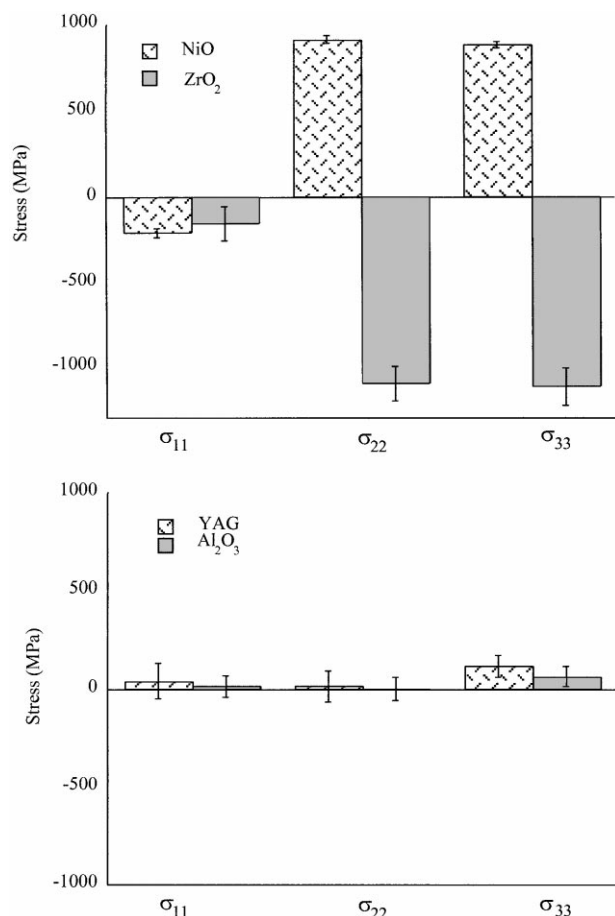 1000
NiO
ZrO2
500
Stress (MPa)
0
-500
-1000
σ11 σ22 σ33
1000
YAG
Al2O3
500
Stress (MPa)
0
-500
-1000
σ11 σ22 σ33